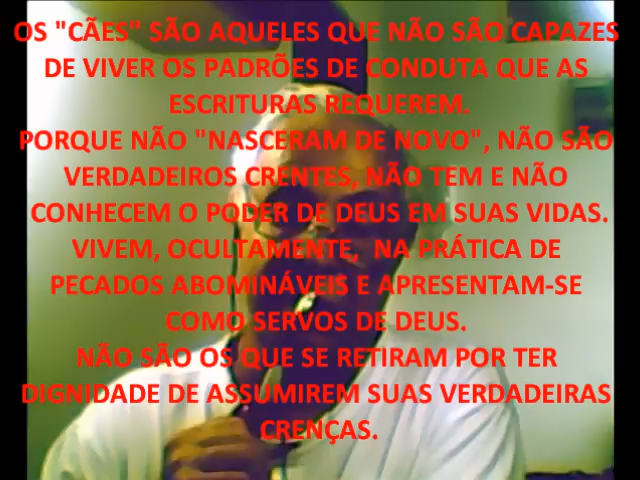 OS "CÃES" SÃO AQUELES QUE NÃO SÃO CAPAZES
DE VIVER OS PADRÕES DE CONDUTA QUE AS
ESCRITURAS REQUEREM.
PORQUE NÃO "NASCERAM DE NOVO", NÃO SÃO
VERDADEIROS CRENTES, NÃO TEM E NÃO
CONHECEM O PODER DE DEUS EM SUAS VIDAS.
VIVEM, OCULTAMENTE, NA PRÁTICA DE
PECADOS ABOMINÁVEIS E APRESENTAM-SE
COMO SERVOS DE DEUS.
NÃO SÃO OS QUE SE RETIRAM POR TER
DIGNIDADE DE ASSUMIREM SUAS VERDADEIRAS
CRENÇAS.